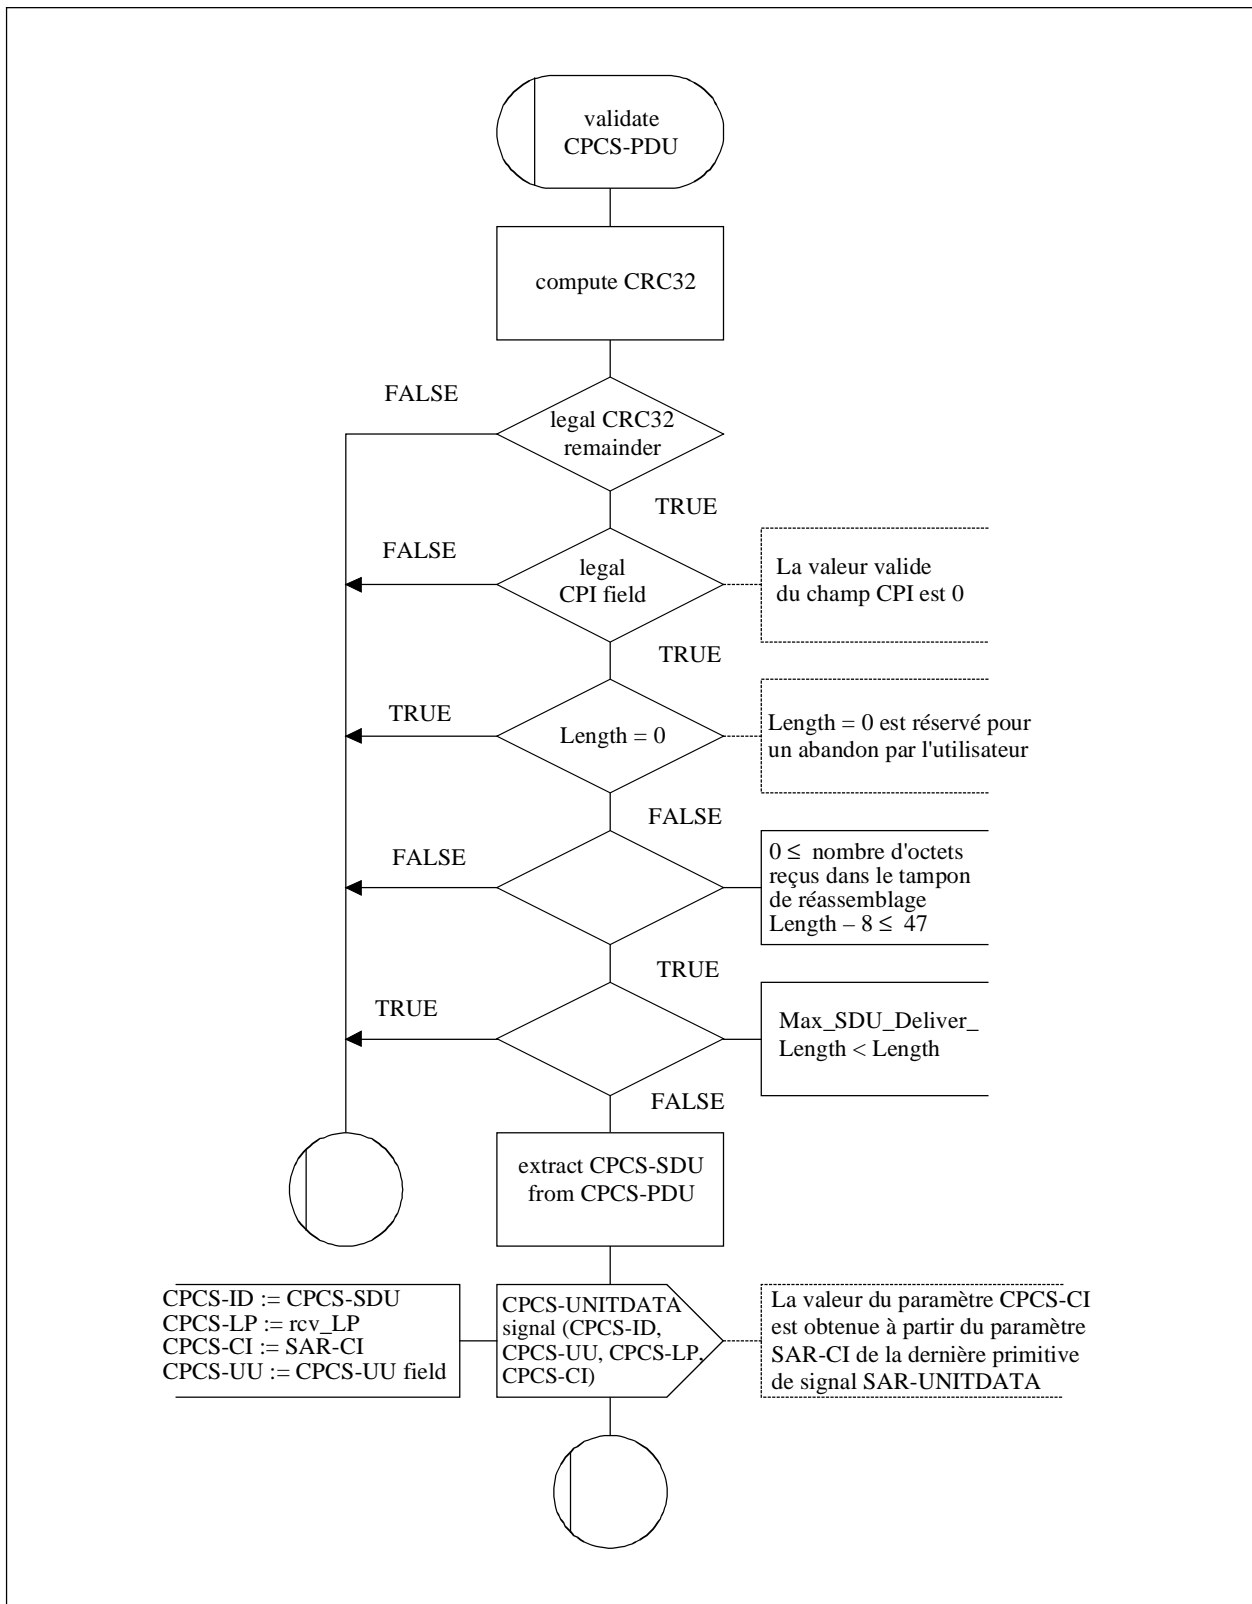 validate
CPCS-PDU
compute CRC32
FALSE
legal CRC32
remainder
TRUE
FALSE
legal
CPI field
La valeur valide
du champ CPI est 0
TRUE
TRUE
Length = 0
Length = 0 est réservé pour
un abandon par l'utilisateur
FALSE
FALSE
0 ≤ nombre d'octets
reçus dans le tampon
de réassemblage
Length – 8 ≤ 47
TRUE
TRUE
Max_SDU_Deliver_
Length < Length
FALSE
extract CPCS-SDU
from CPCS-PDU
CPCS-ID := CPCS-SDU
CPCS-LP := rcv_LP
CPCS-CI := SAR-CI
CPCS-UU := CPCS-UU field
CPCS-UNITDATA
signal (CPCS-ID,
CPCS-UU, CPCS-LP,
CPCS-CI)
La valeur du paramètre CPCS-CI
est obtenue à partir du paramètre
SAR-CI de la dernière primitive
de signal SAR-UNITDATA